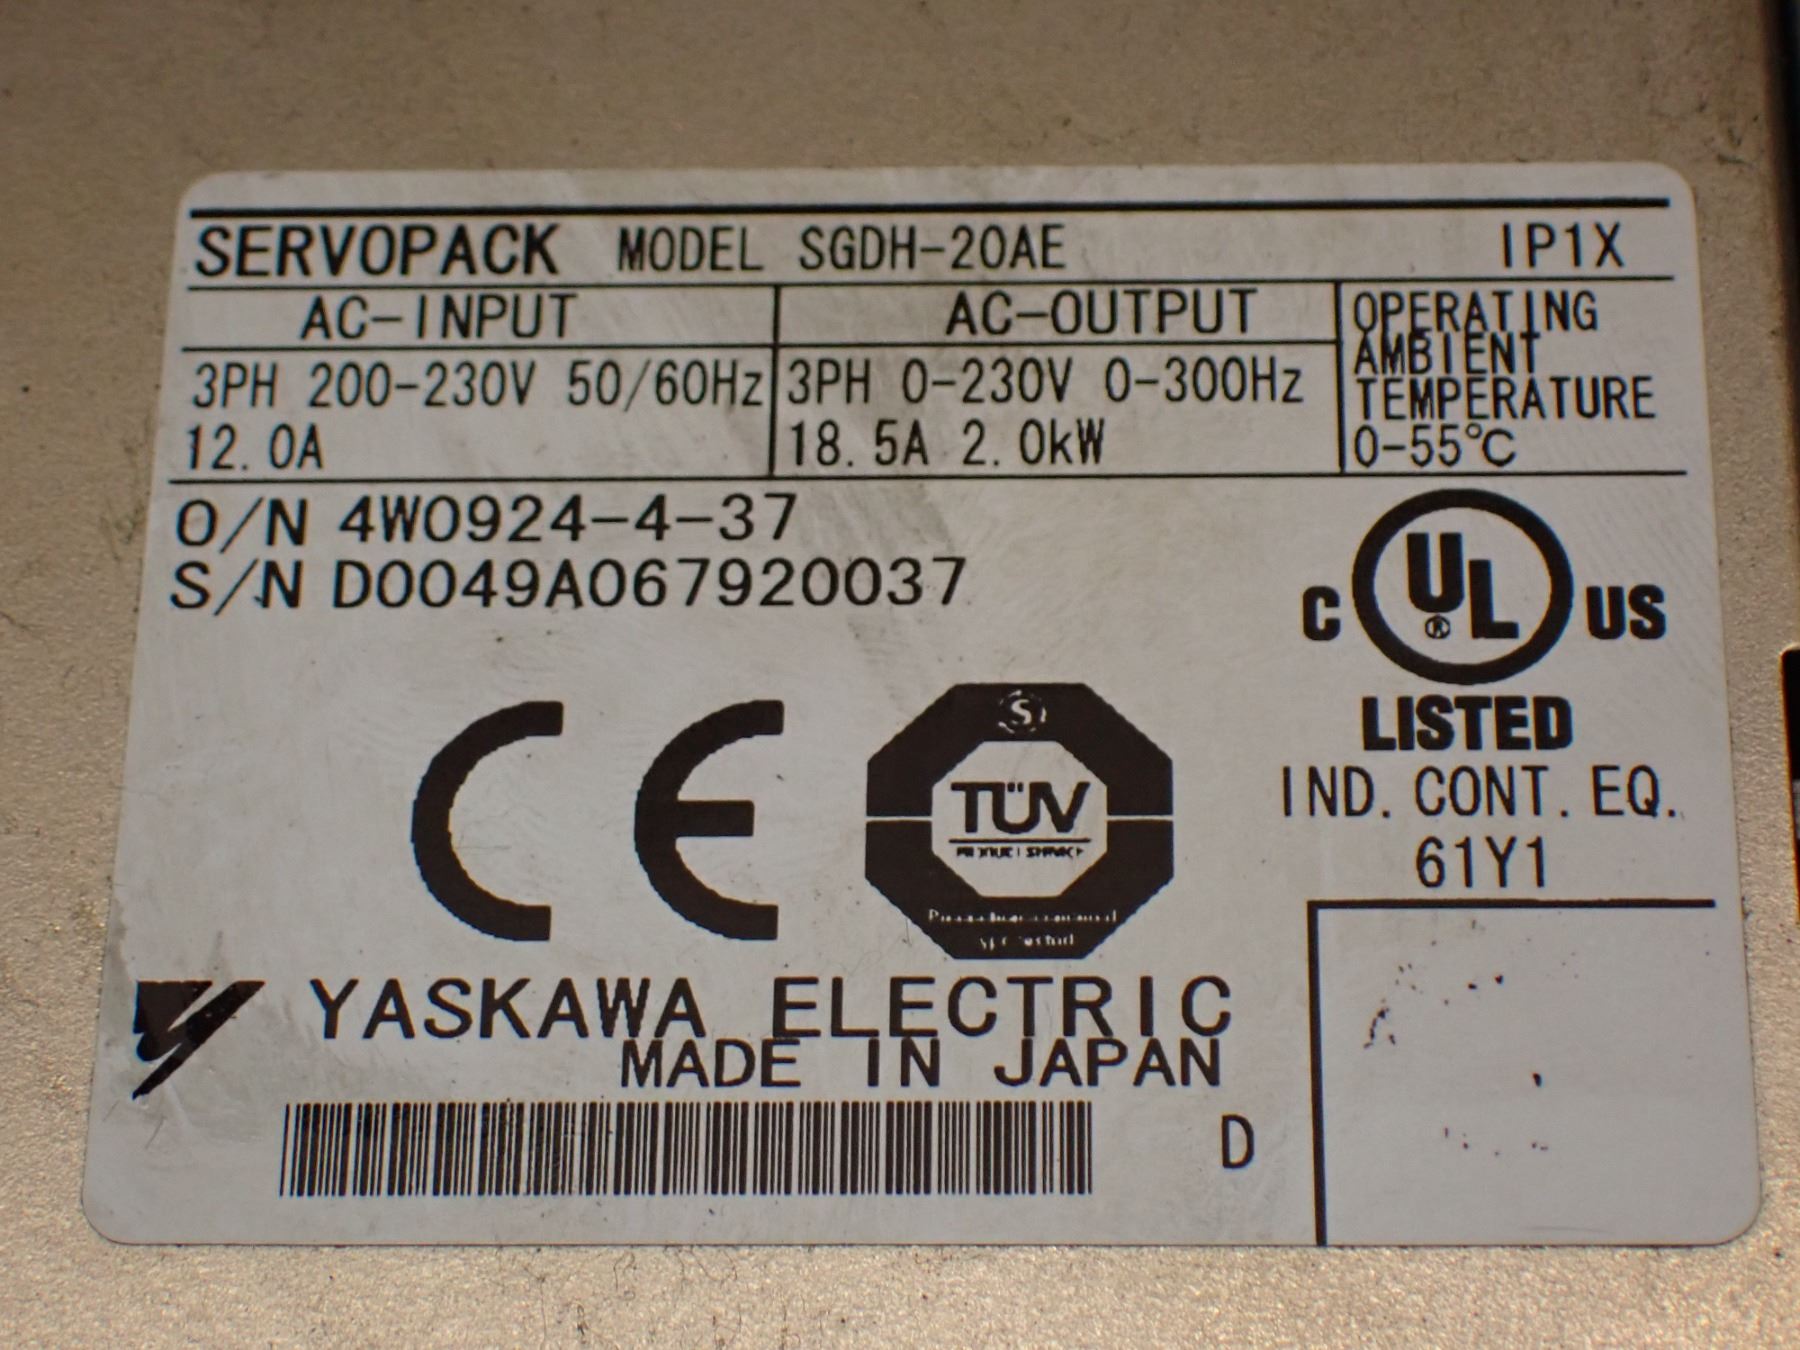 SERVOPACK MODEL SGDH-20AE IP1X
AC-INPUT AC-OUTPUT OPERATING
AMBIENT
TEMPERATURE
0-55℃
3PH 200-230V 50/60Hz 3PH 0-230V 0-300Hz
12.0A 18.5A 2.0kW
O/N 4W0924-4-37
S/N D0049A067920037
C UL® US
LISTED
IND. CONT. EQ.
61Y1
CE
S
TÜV
PRODUCT SERVICE
YASKAWA ELECTRIC
MADE IN JAPAN
D